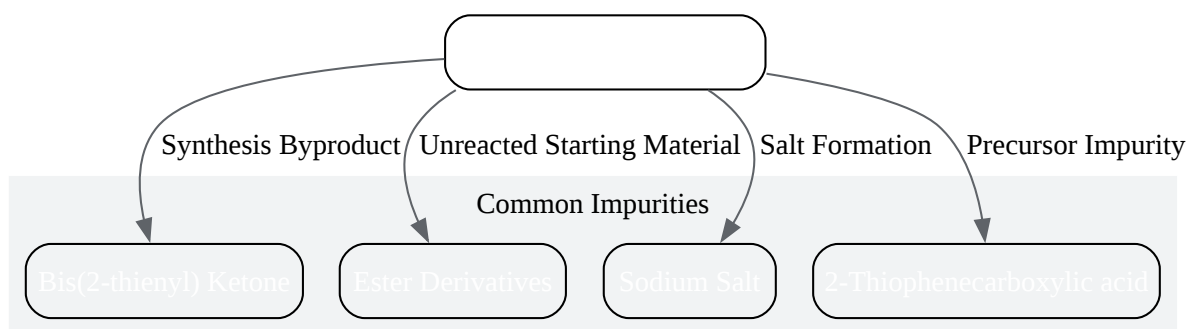 Synthesis Byproduct
Unreacted Starting Material
Salt Formation
Precursor Impurity
Common Impurities
Bis(2-thienyl) Ketone
Ester Derivatives
Sodium Salt
2-Thiophenecarboxylic acid